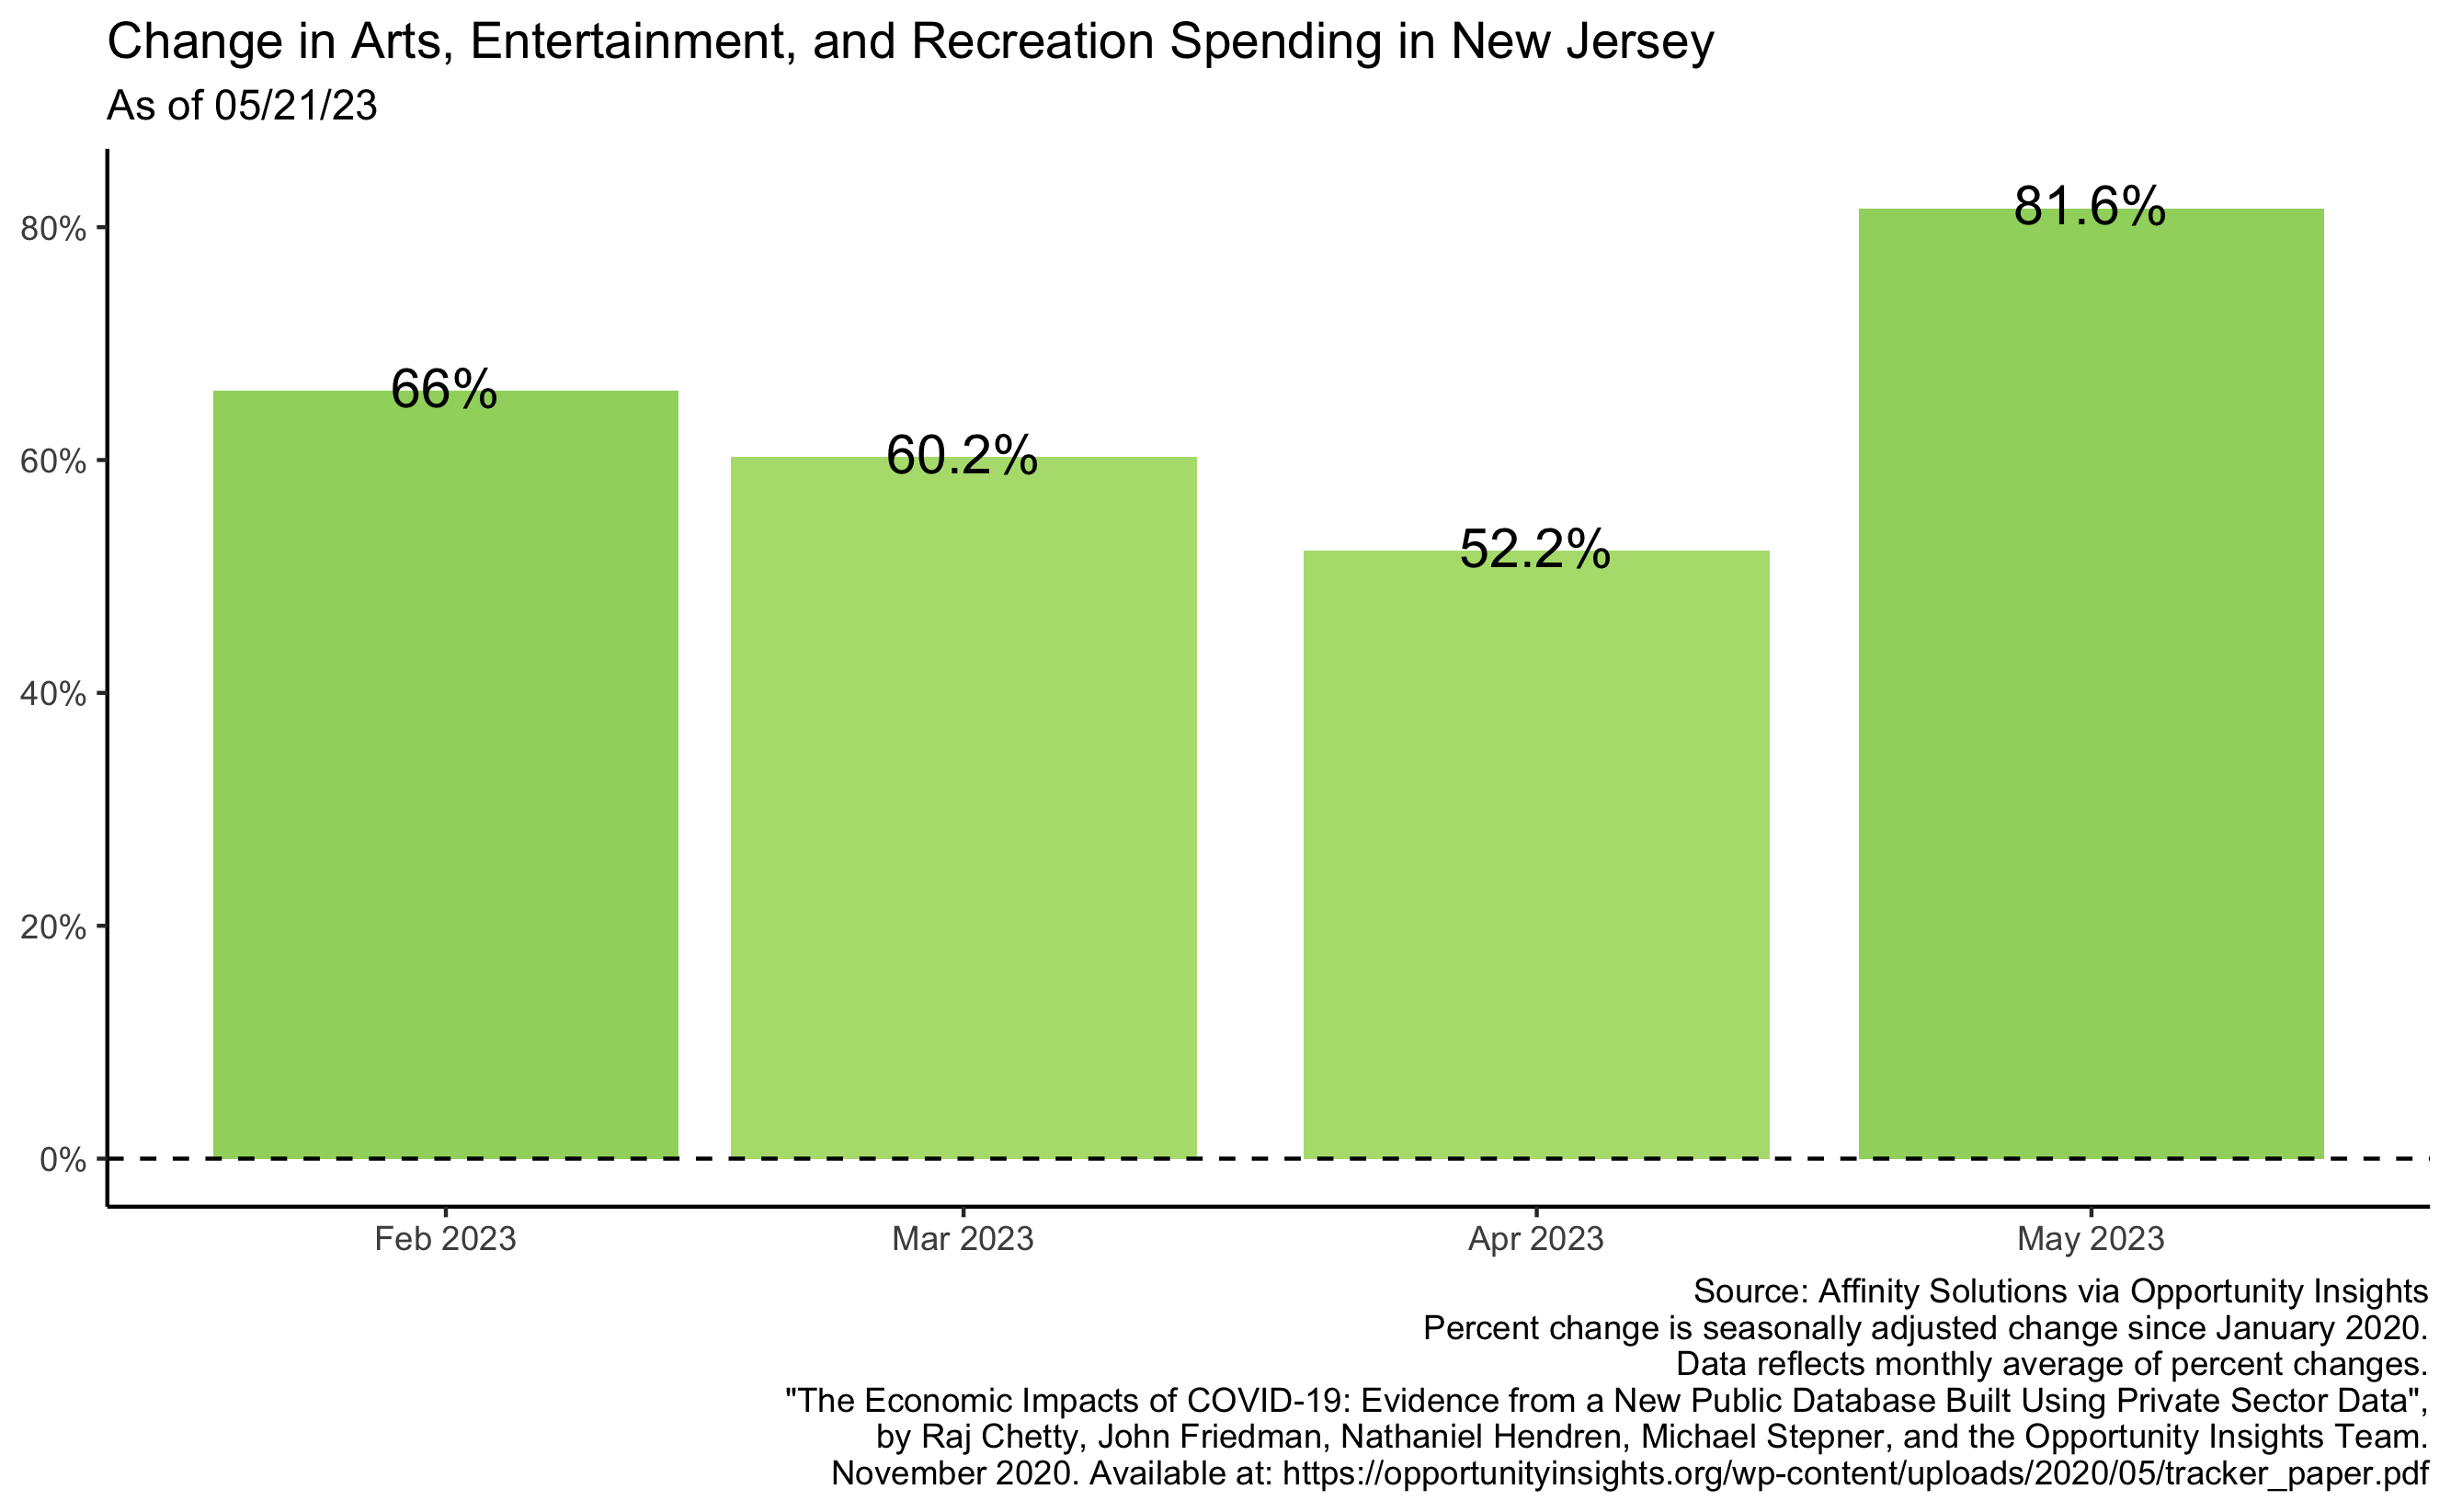 Change in Arts, Entertainment, and Recreation Spending in New Jersey
As of 05/21/23
80%
60%
40%
20%
0%
66%
60.2%
52.2%
81.6%
Feb 2023
Mar 2023
Apr 2023
May 2023
Source: Affinity Solutions via Opportunity Insights
Percent change is seasonally adjusted change since January 2020.
Data reflects monthly average of percent changes.
"The Economic Impacts of COVID-19: Evidence from a New Public Database Built Using Private Sector Data",
by Raj Chetty, John Friedman, Nathaniel Hendren, Michael Stepner, and the Opportunity Insights Team.
November 2020. Available at: https://opportunityinsights.org/wp-content/uploads/2020/05/tracker_paper.pdf